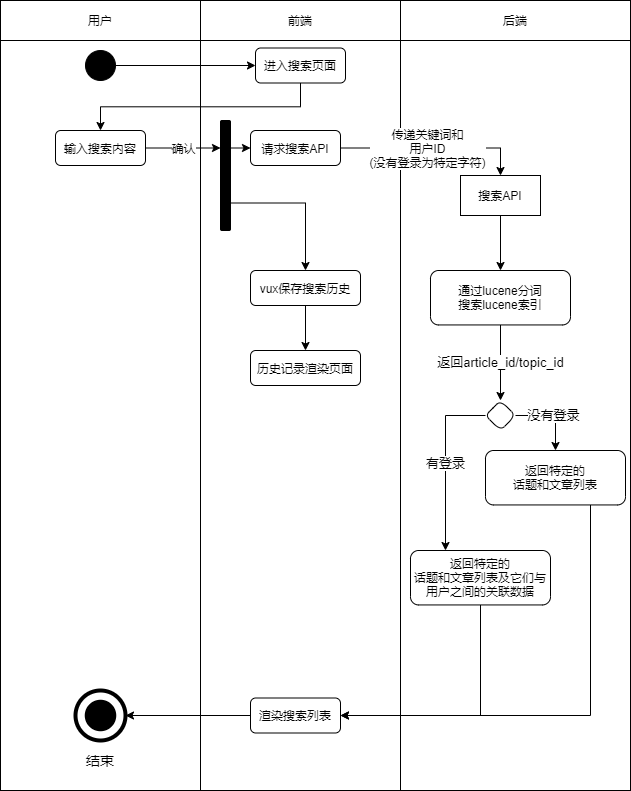 用户
前端
后端
进入搜索页面
输入搜索内容
确认
请求搜索API
传递关键词和
用户ID
(没有登录为特定字符)
搜索API
vux保存搜索历史
通过lucene分词
搜索lucene索引
历史记录渲染页面
返回article_id/topic_id
没有登录
有登录
返回特定的
话题和文章列表
返回特定的
话题和文章列表及它们与
用户之间的关联数据
渲染搜索列表
结束